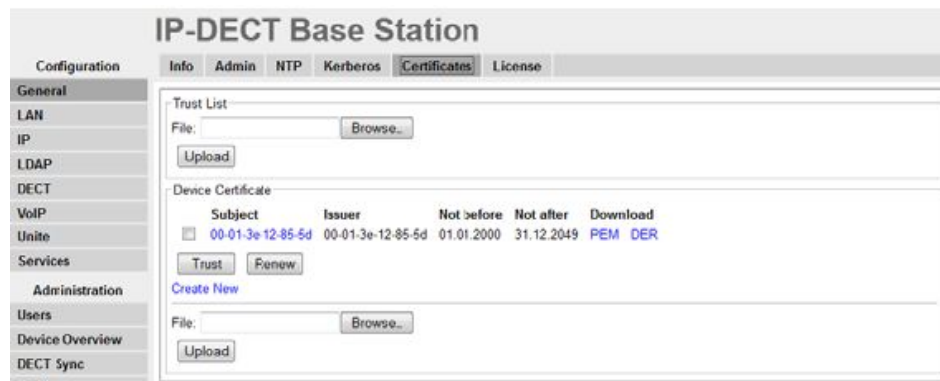 IP-DECT Base Station
Configuration
Info Admin NTP Kerberos Certificates License
General
LAN
IP
LDAP
DECT
VoIP
Unite
Services
Administration
Users
Device Overview
DECT Sync
Trust List
File: Browse...
Upload
Device Certificate
Subject Issuer Not before Not after Download
00-01-3e-12-85-5d 00-01-3e-12-85-5d 01.01.2000 31.12.2049 PEM DER
Trust Renew
Create New
File: Browse...
Upload